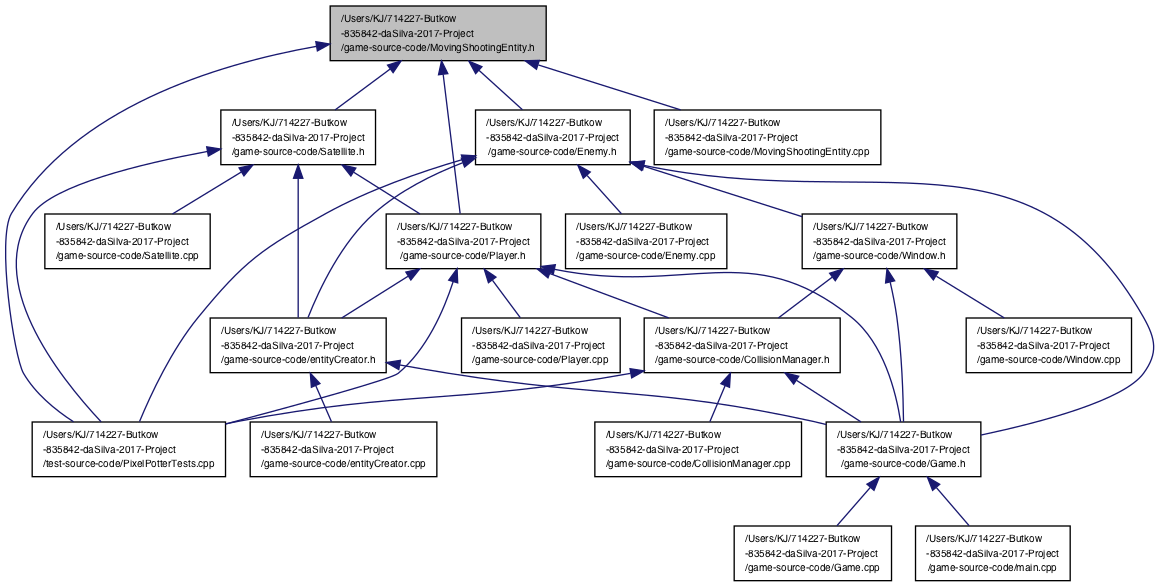 /Users/KJ/714227-Butkow
-835842-daSilva-2017-Project
/game-source-code/MovingShootingEntity.h
/Users/KJ/714227-Butkow
-835842-daSilva-2017-Project
/game-source-code/Satellite.h
/Users/KJ/714227-Butkow
-835842-daSilva-2017-Project
/game-source-code/Enemy.h
/Users/KJ/714227-Butkow
-835842-daSilva-2017-Project
/game-source-code/MovingShootingEntity.cpp
/Users/KJ/714227-Butkow
-835842-daSilva-2017-Project
/game-source-code/Satellite.cpp
/Users/KJ/714227-Butkow
-835842-daSilva-2017-Project
/game-source-code/Player.h
/Users/KJ/714227-Butkow
-835842-daSilva-2017-Project
/game-source-code/Enemy.cpp
/Users/KJ/714227-Butkow
-835842-daSilva-2017-Project
/game-source-code/Window.h
/Users/KJ/714227-Butkow
-835842-daSilva-2017-Project
/game-source-code/entityCreator.h
/Users/KJ/714227-Butkow
-835842-daSilva-2017-Project
/game-source-code/Player.cpp
/Users/KJ/714227-Butkow
-835842-daSilva-2017-Project
/game-source-code/CollisionManager.h
/Users/KJ/714227-Butkow
-835842-daSilva-2017-Project
/game-source-code/Window.cpp
/Users/KJ/714227-Butkow
-835842-daSilva-2017-Project
/test-source-code/PixelPotterTests.cpp
/Users/KJ/714227-Butkow
-835842-daSilva-2017-Project
/game-source-code/entityCreator.cpp
/Users/KJ/714227-Butkow
-835842-daSilva-2017-Project
/game-source-code/CollisionManager.cpp
/Users/KJ/714227-Butkow
-835842-daSilva-2017-Project
/game-source-code/Game.h
/Users/KJ/714227-Butkow
-835842-daSilva-2017-Project
/game-source-code/Game.cpp
/Users/KJ/714227-Butkow
-835842-daSilva-2017-Project
/game-source-code/main.cpp